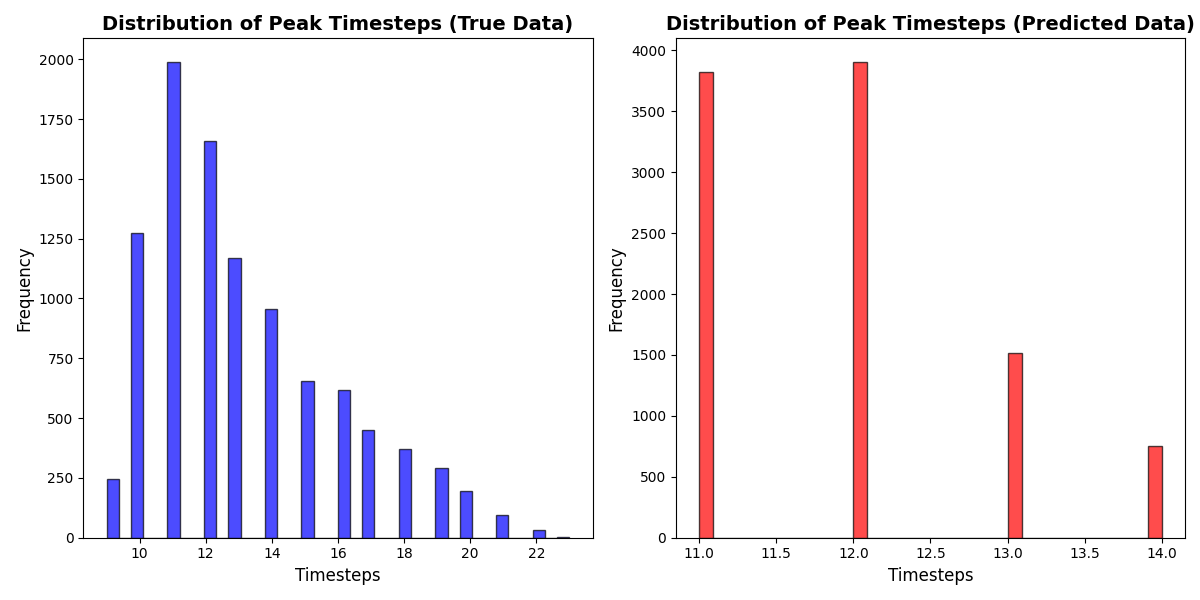 Distribution of Peak Timesteps (True Data)
2000
1750
1500
1250
1000
750
500
250
0
10 12 14 16 18 20 22
Frequency
Timesteps
Distribution of Peak Timesteps (Predicted Data)
4000
3500
3000
2500
2000
1500
1000
500
0
11.0 11.5 12.0 12.5 13.0 13.5 14.0
Frequency
Timesteps